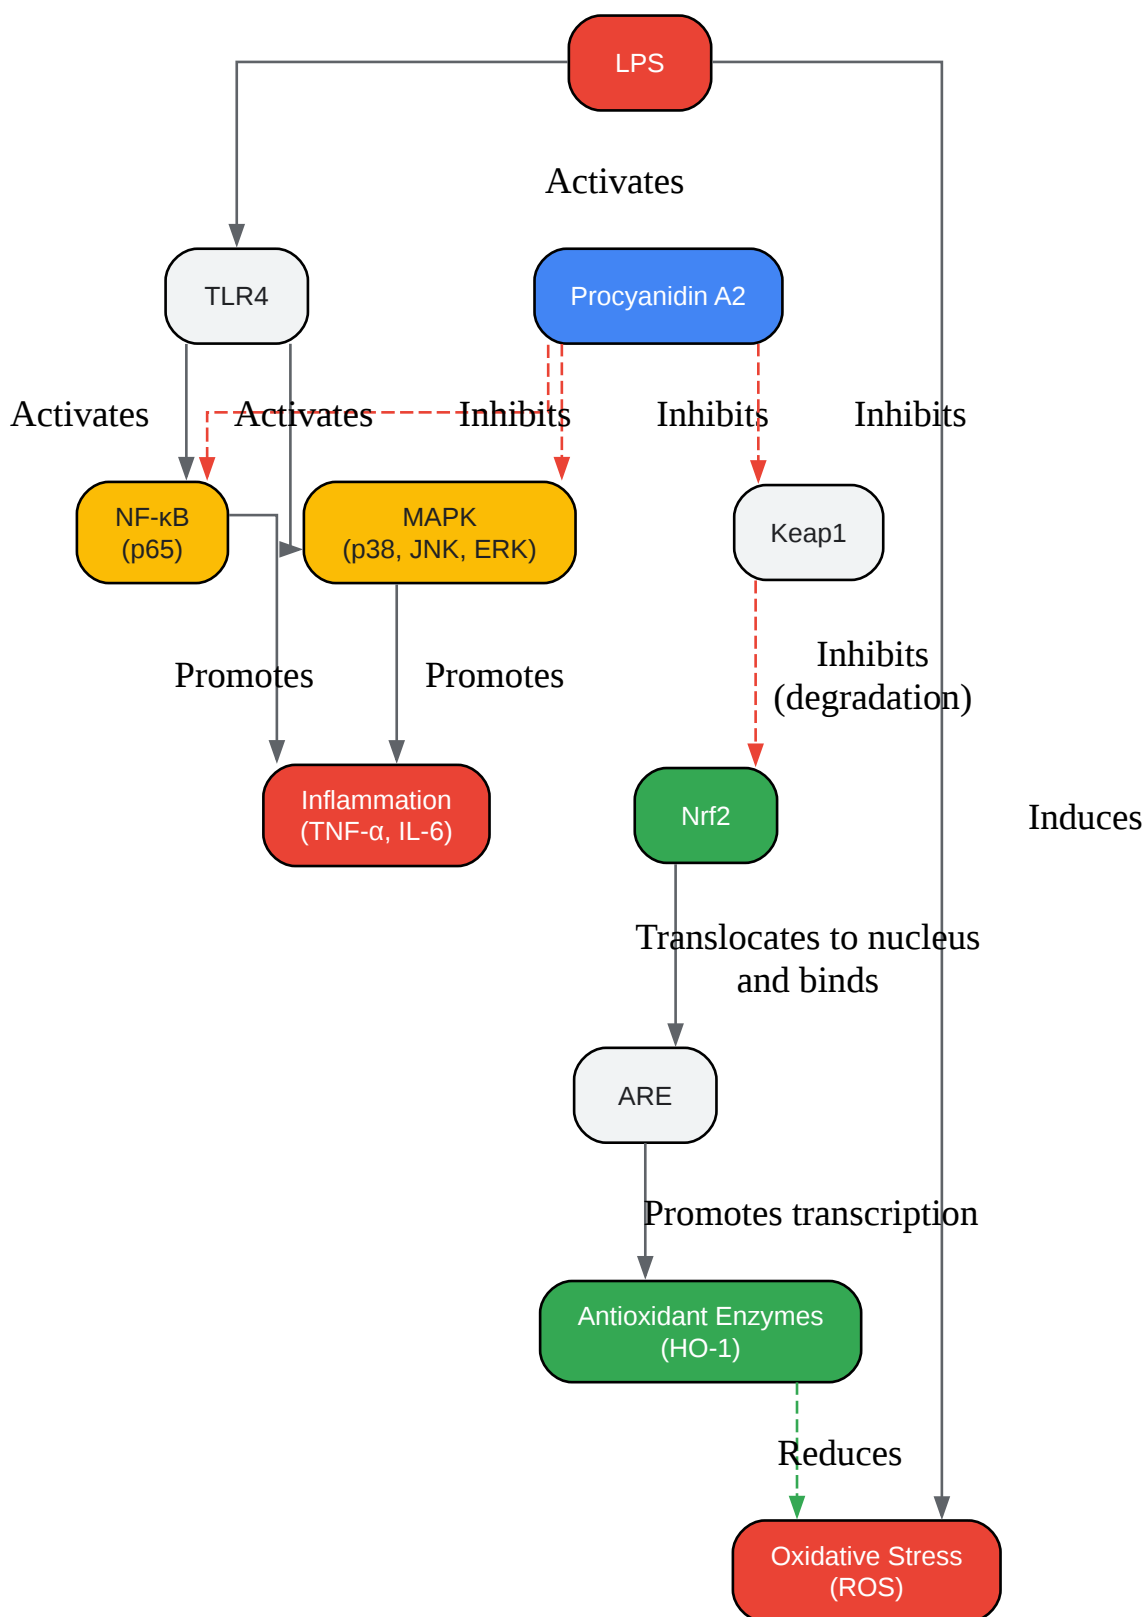 LPS
Activates
TLR4
Procyanidin A2
Activates
Activates
Inhibits
Inhibits
Inhibits
NF-κB
(p65)
MAPK
(p38, JNK, ERK)
Keap1
Promotes
Promotes
Inhibits
(degradation)
Inflammation
(TNF-α, IL-6)
Nrf2
Induces
Translocates to nucleus
and binds
ARE
Promotes transcription
Antioxidant Enzymes
(HO-1)
Reduces
Oxidative Stress
(ROS)